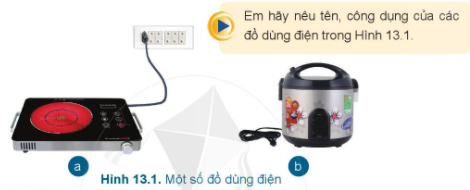 Em hãy nêu tên, công dụng của các
đồ dùng điện trong Hình 13.1.
a
b
Hình 13.1. Một số đồ dùng điện